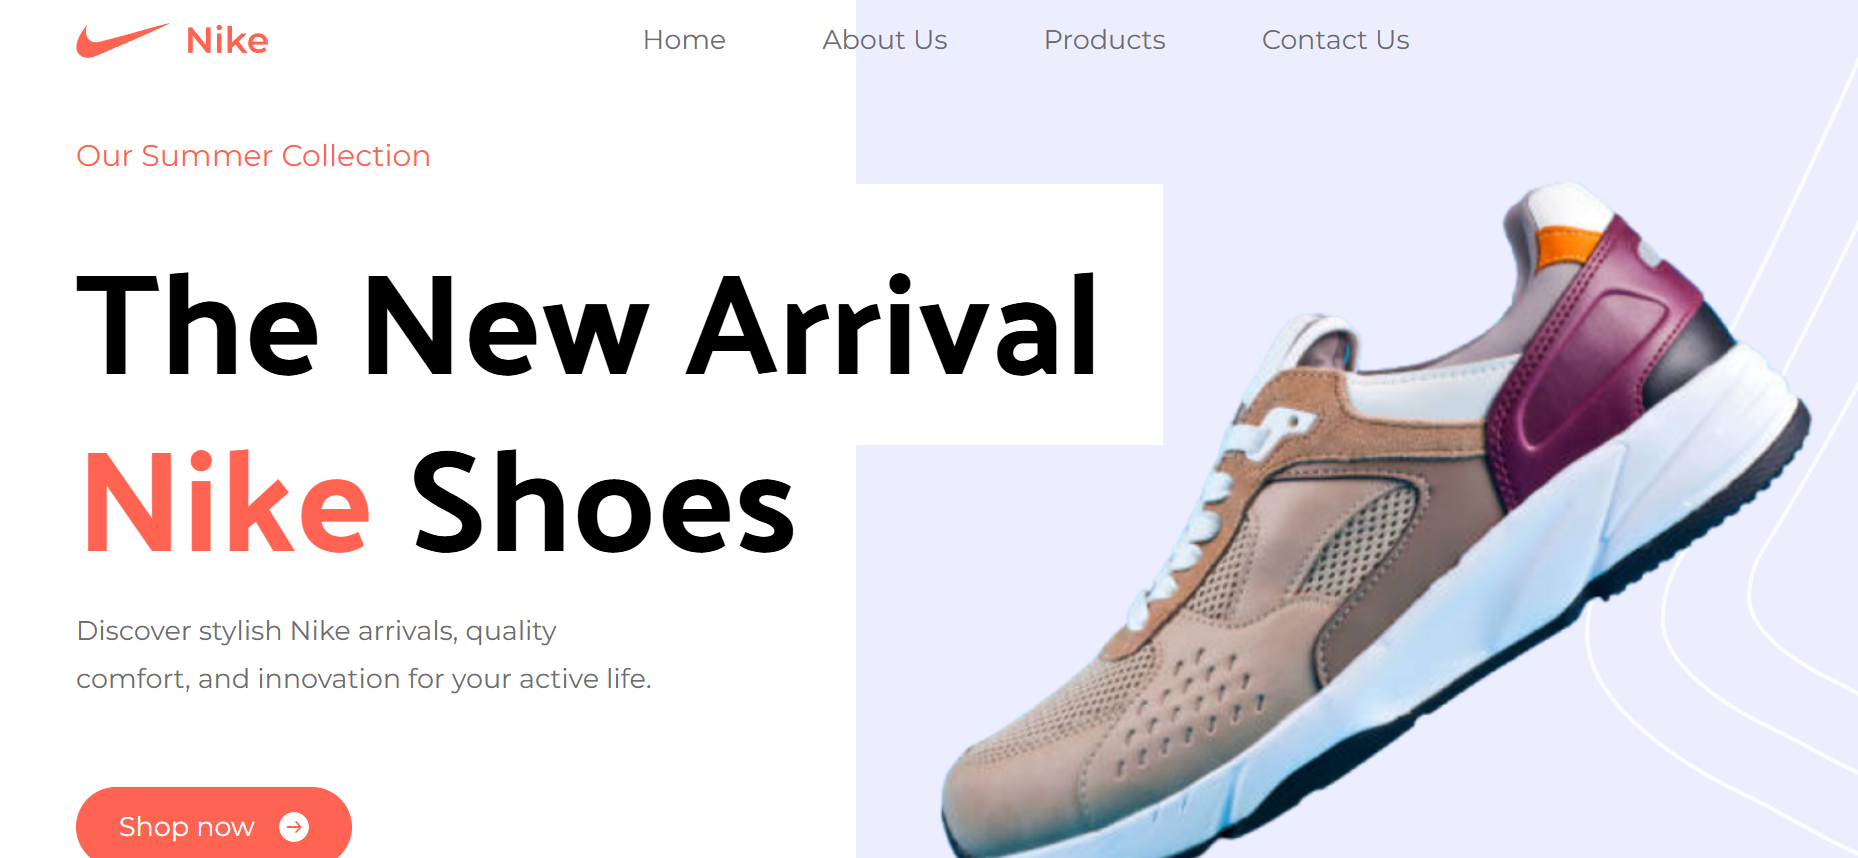 Nike
Home About Us Products Contact Us
Our Summer Collection
The New Arrival
Nike Shoes
Discover stylish Nike arrivals, quality
comfort, and innovation for your active life.
Shop now